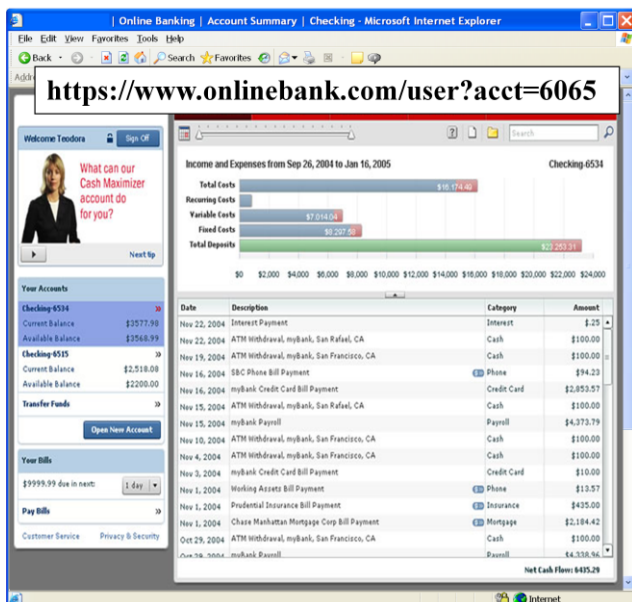 | Online Banking | Account Summary | Checking - Microsoft Internet Explorer
File Edit View Favorites Tools Help
Back Search Favorites
https://www.onlinebank.com/user?acct=6065
Welcome Teodora Sign Off
What can our
Cash Maximizer
account do
for you?
Next tip
Your Accounts
Checking-6534 »
Current Balance $3577.98
Available Balance $3568.99
Checking-6515 »
Current Balance $2,518.08
Available Balance $2200.00
Transfer Funds »
Open New Account
Your Bills
$9999.99 due in next: 1 day
Pay Bills »
Customer Service Privacy & Security
? Search
Income and Expenses from Sep 26, 2004 to Jan 16, 2005 Checking-6534
Total Costs $16,174.48
Recurring Costs
Variable Costs $7,014.04
Fixed Costs $8,297.58
Total Deposits $23,253.31
$0 $2,000 $4,000 $6,000 $8,000 $10,000 $12,000 $14,000 $16,000 $18,000 $20,000 $22,000 $24,000
Date Description Category Amount
Nov 22, 2004 Interest Payment Interest $.25
Nov 22, 2004 ATM Withdrawal, myBank, San Rafael, CA Cash $100.00
Nov 19, 2004 ATM Withdrawal, myBank, San Francisco, CA Cash $100.00
Nov 16, 2004 SBC Phone Bill Payment Phone $94.23
Nov 16, 2004 myBank Credit Card Bill Payment Credit Card $2,853.57
Nov 15, 2004 ATM Withdrawal, myBank, San Rafael, CA Cash $100.00
Nov 15, 2004 myBank Payroll Payroll $4,373.79
Nov 10, 2004 ATM Withdrawal, myBank, San Francisco, CA Cash $100.00
Nov 4, 2004 ATM Withdrawal, myBank, San Francisco, CA Cash $100.00
Nov 3, 2004 myBank Credit Card Bill Payment Credit Card $10.00
Nov 1, 2004 Working Assets Bill Payment Phone $13.57
Nov 1, 2004 Prudential Insurance Bill Payment Insurance $435.00
Nov 1, 2004 Chase Manhattan Mortgage Corp Bill Payment Mortgage $2,184.42
Oct 29, 2004 ATM Withdrawal, myBank, San Francisco, CA Cash $100.00
Oct 29, 2004 myBank Payroll Payroll $4,338.96
Net Cash Flow: $435.29
Internet